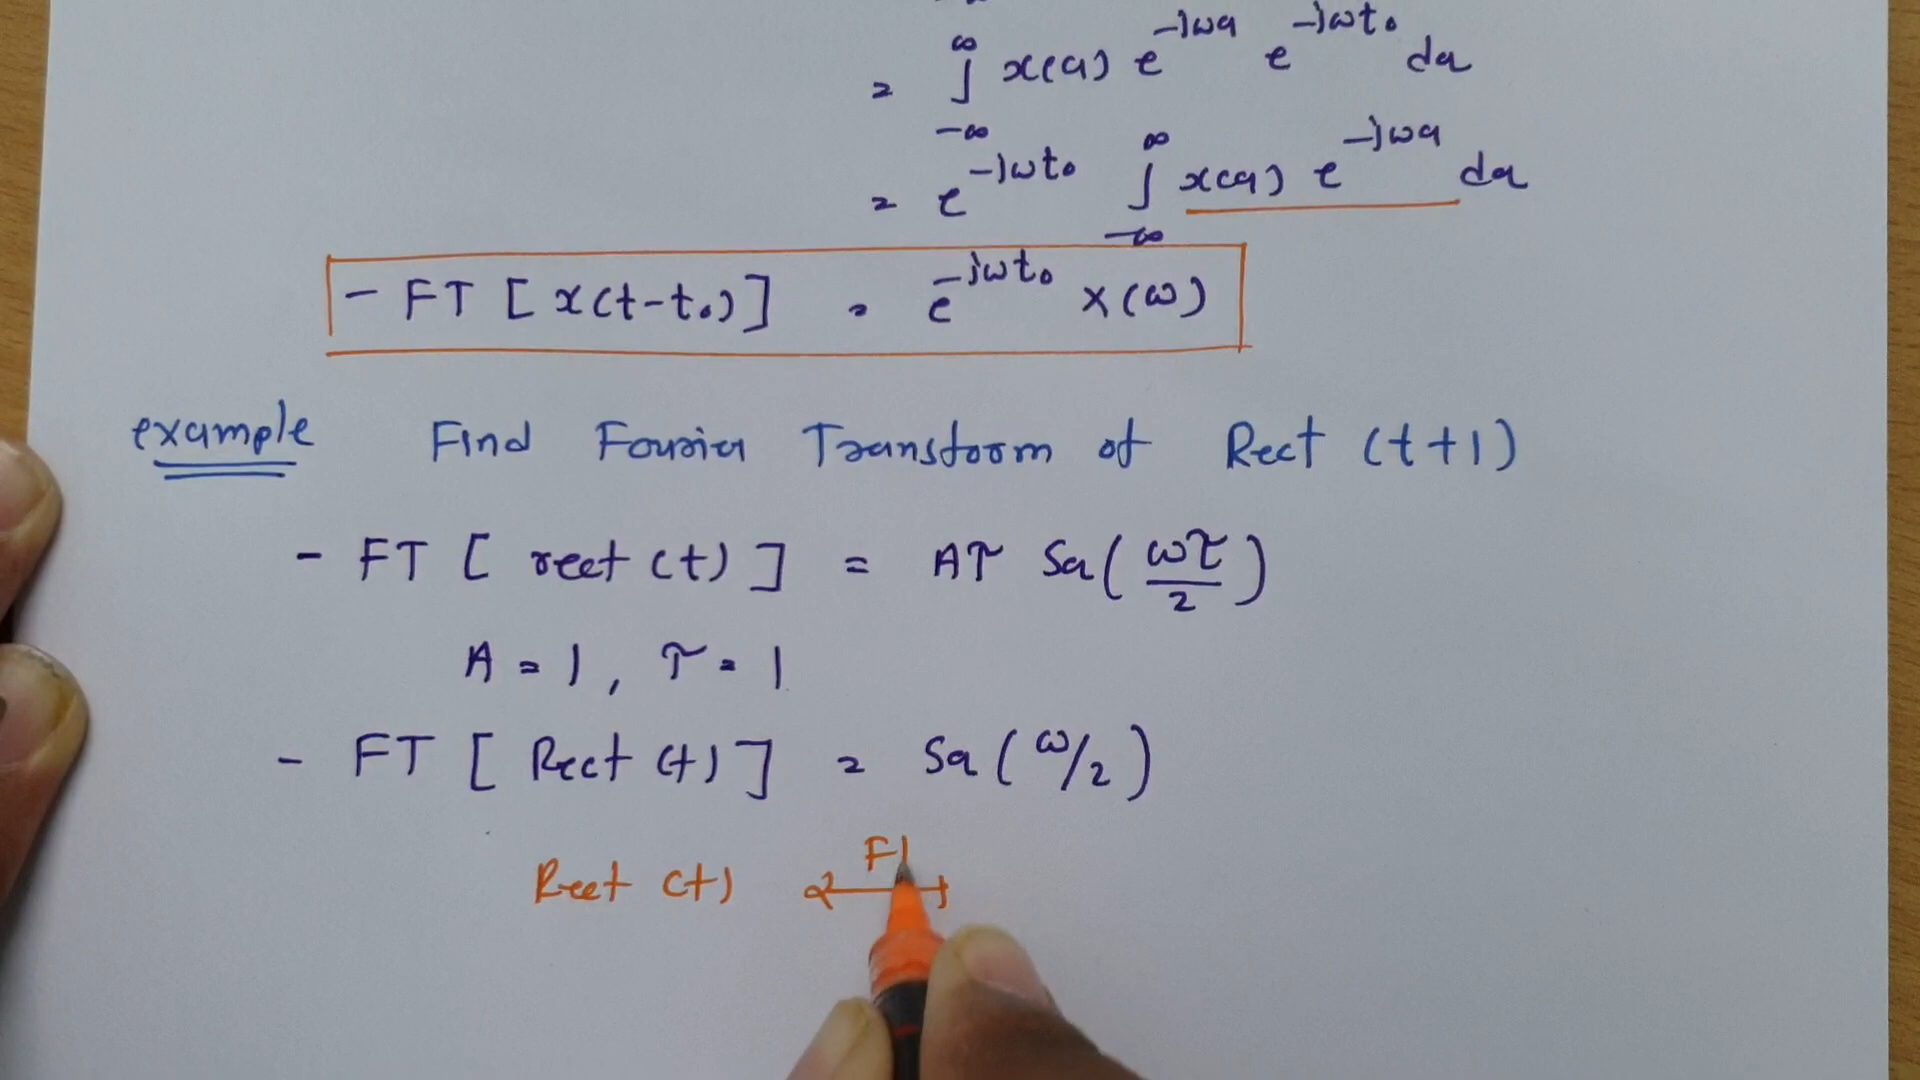 = ∫_{-∞}^{∞} x(a) e^{-jωa} e^{-jωt₀} da
= e^{-jωt₀} ∫_{-∞}^{∞} x(a) e^{-jωa} da
- FT [ x(t-t₀) ] = e^{-jωt₀} X(ω)
example Find Fourier Transform of Rect (t+1)
- FT [ rect (t) ] = Aτ Sa( ωτ/2 )
A = 1, τ = 1
- FT [ Rect (t) ] = Sa ( ω/2 )
FT
Rect (t) ↔